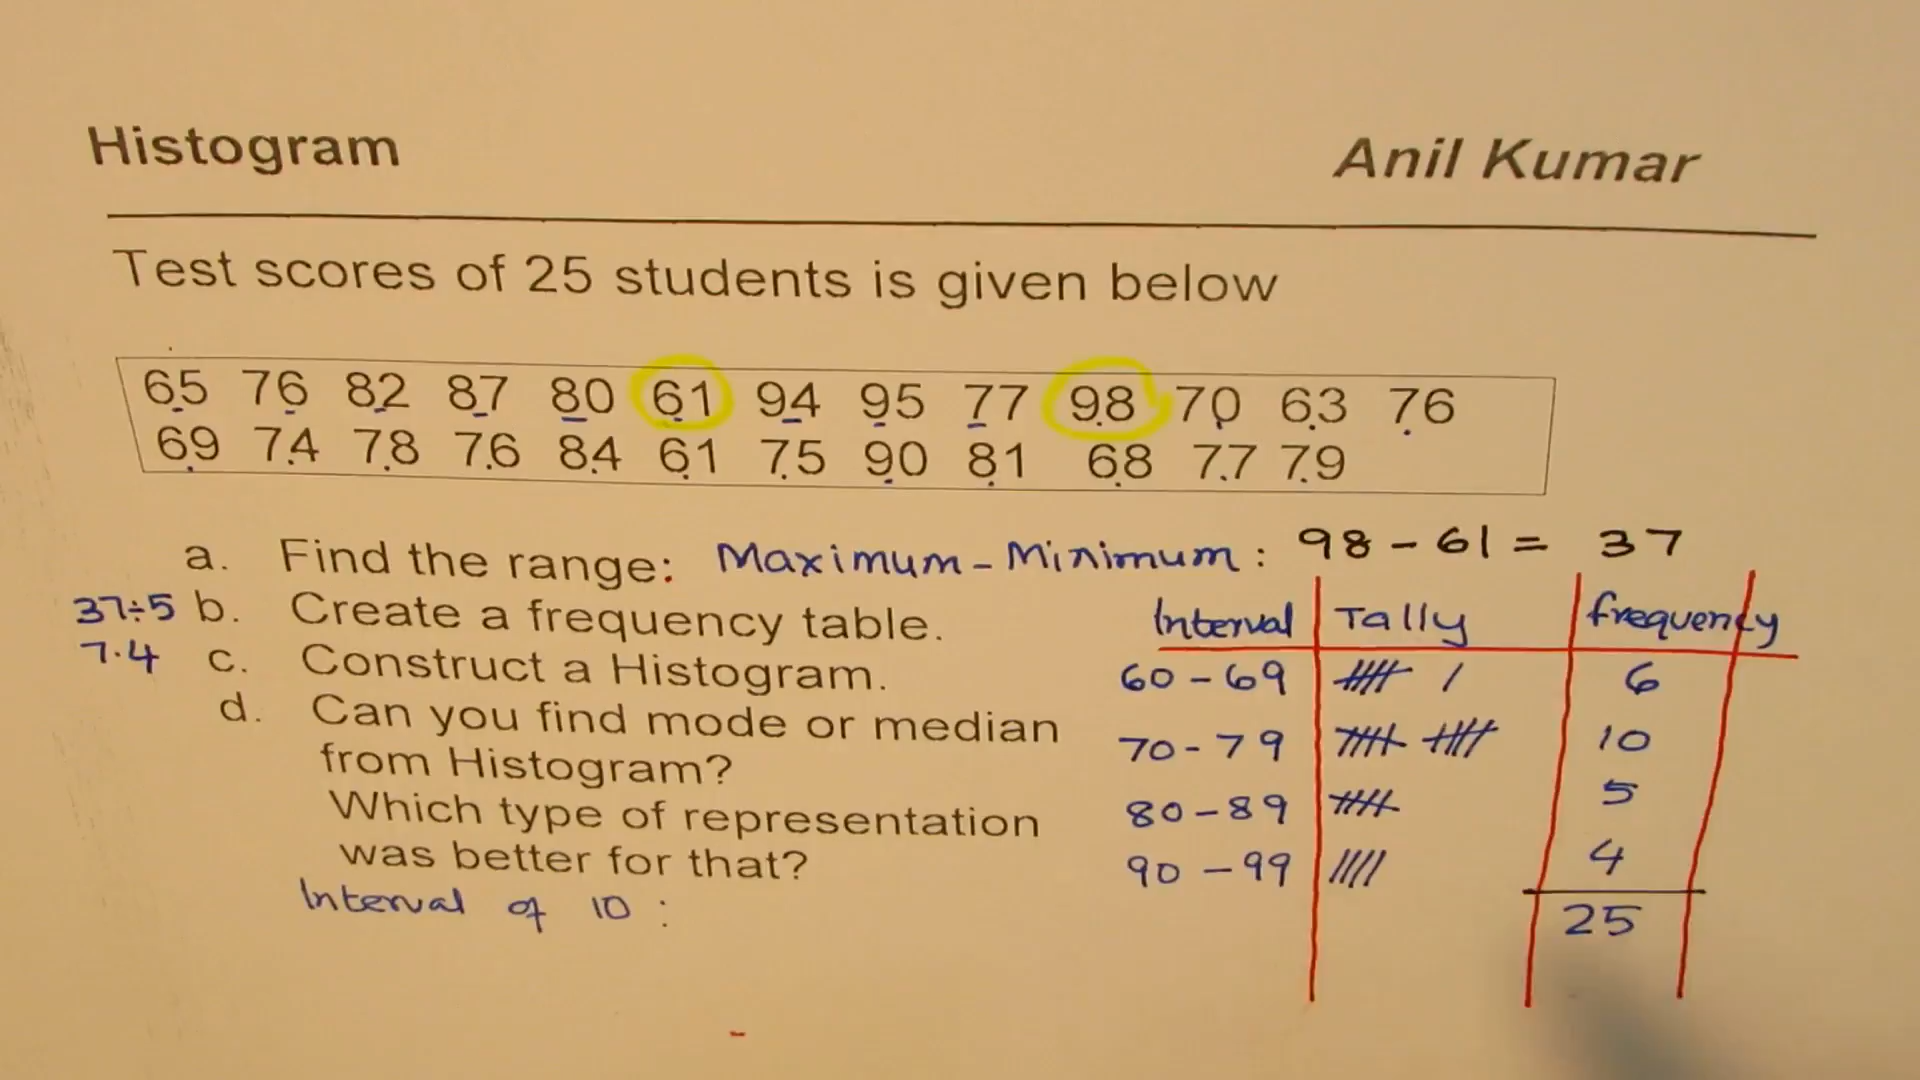 Histogram Anil Kumar
Test scores of 25 students is given below
65 76 82 87 80 61 94 95 77 98 70 63 76
69 74 78 76 84 61 75 90 81 68 77 79
a. Find the range: Maximum - Minimum : 98 - 61 = 37
37÷5 b. Create a frequency table. Interval Tally frequency
7.4 c. Construct a Histogram. 60 - 69 6
d. Can you find mode or median
from Histogram? 70 - 79 10
Which type of representation 80 - 89 5
was better for that? 90 - 99 4
Interval of 10 : 25